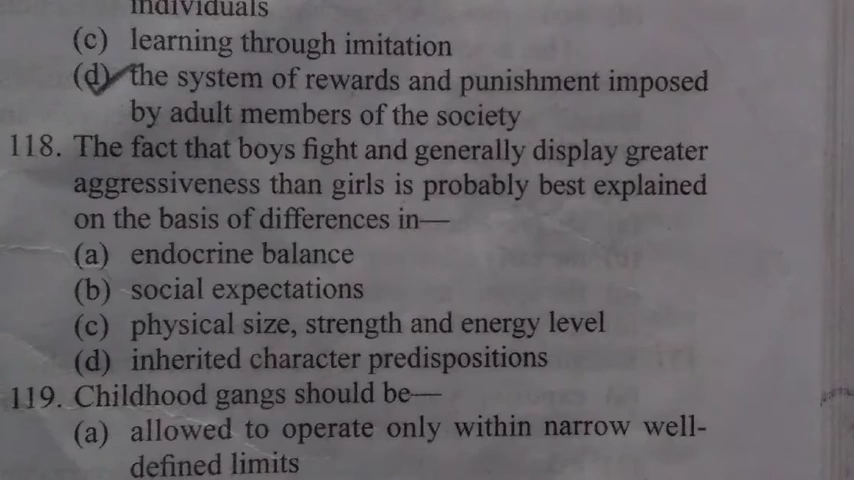 individuals
(c) learning through imitation
(d) the system of rewards and punishment imposed
by adult members of the society
118. The fact that boys fight and generally display greater
aggressiveness than girls is probably best explained
on the basis of differences in—
(a) endocrine balance
(b) social expectations
(c) physical size, strength and energy level
(d) inherited character predispositions
119. Childhood gangs should be—
(a) allowed to operate only within narrow well-
defined limits